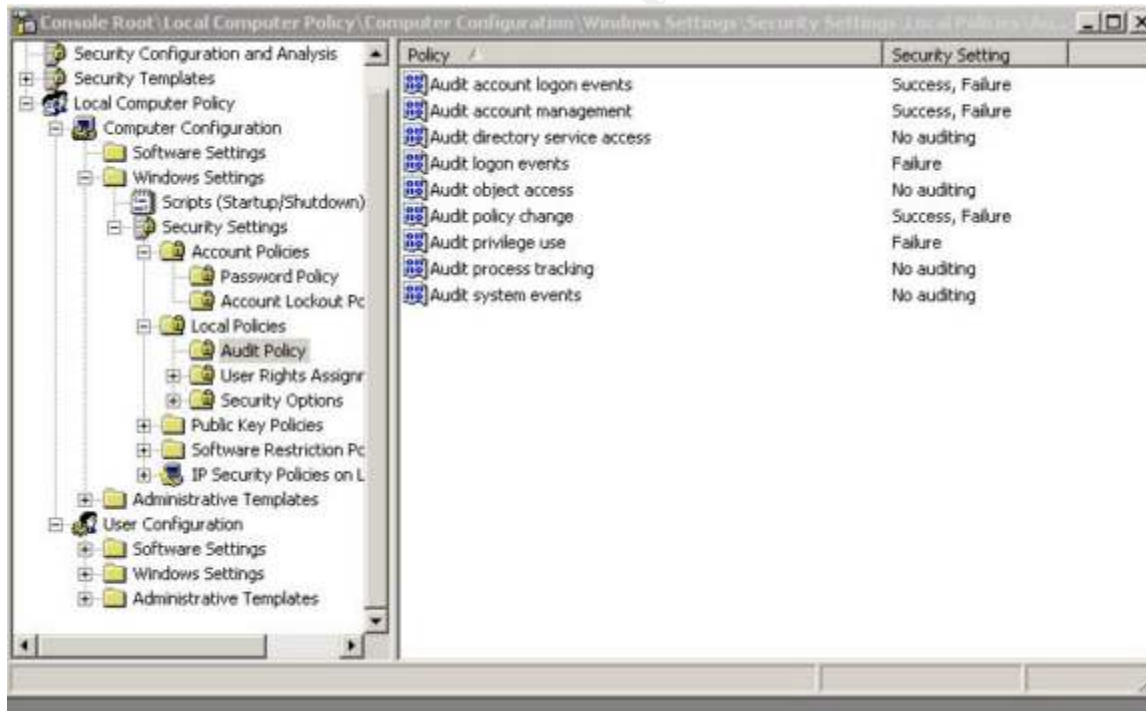 Console Root\Local Computer Policy\Computer Configuration\Windows Settings\Security Settings\Local Policies\Au...
Security Configuration and Analysis
Security Templates
Local Computer Policy
Computer Configuration
Software Settings
Windows Settings
Scripts (Startup/Shutdown)
Security Settings
Account Policies
Password Policy
Account Lockout Pc
Local Policies
Audit Policy
User Rights Assignr
Security Options
Public Key Policies
Software Restriction Pc
IP Security Policies on L
Administrative Templates
User Configuration
Software Settings
Windows Settings
Administrative Templates
Policy Security Setting
Audit account logon events Success, Failure
Audit account management Success, Failure
Audit directory service access No auditing
Audit logon events Failure
Audit object access No auditing
Audit policy change Success, Failure
Audit privilege use Failure
Audit process tracking No auditing
Audit system events No auditing